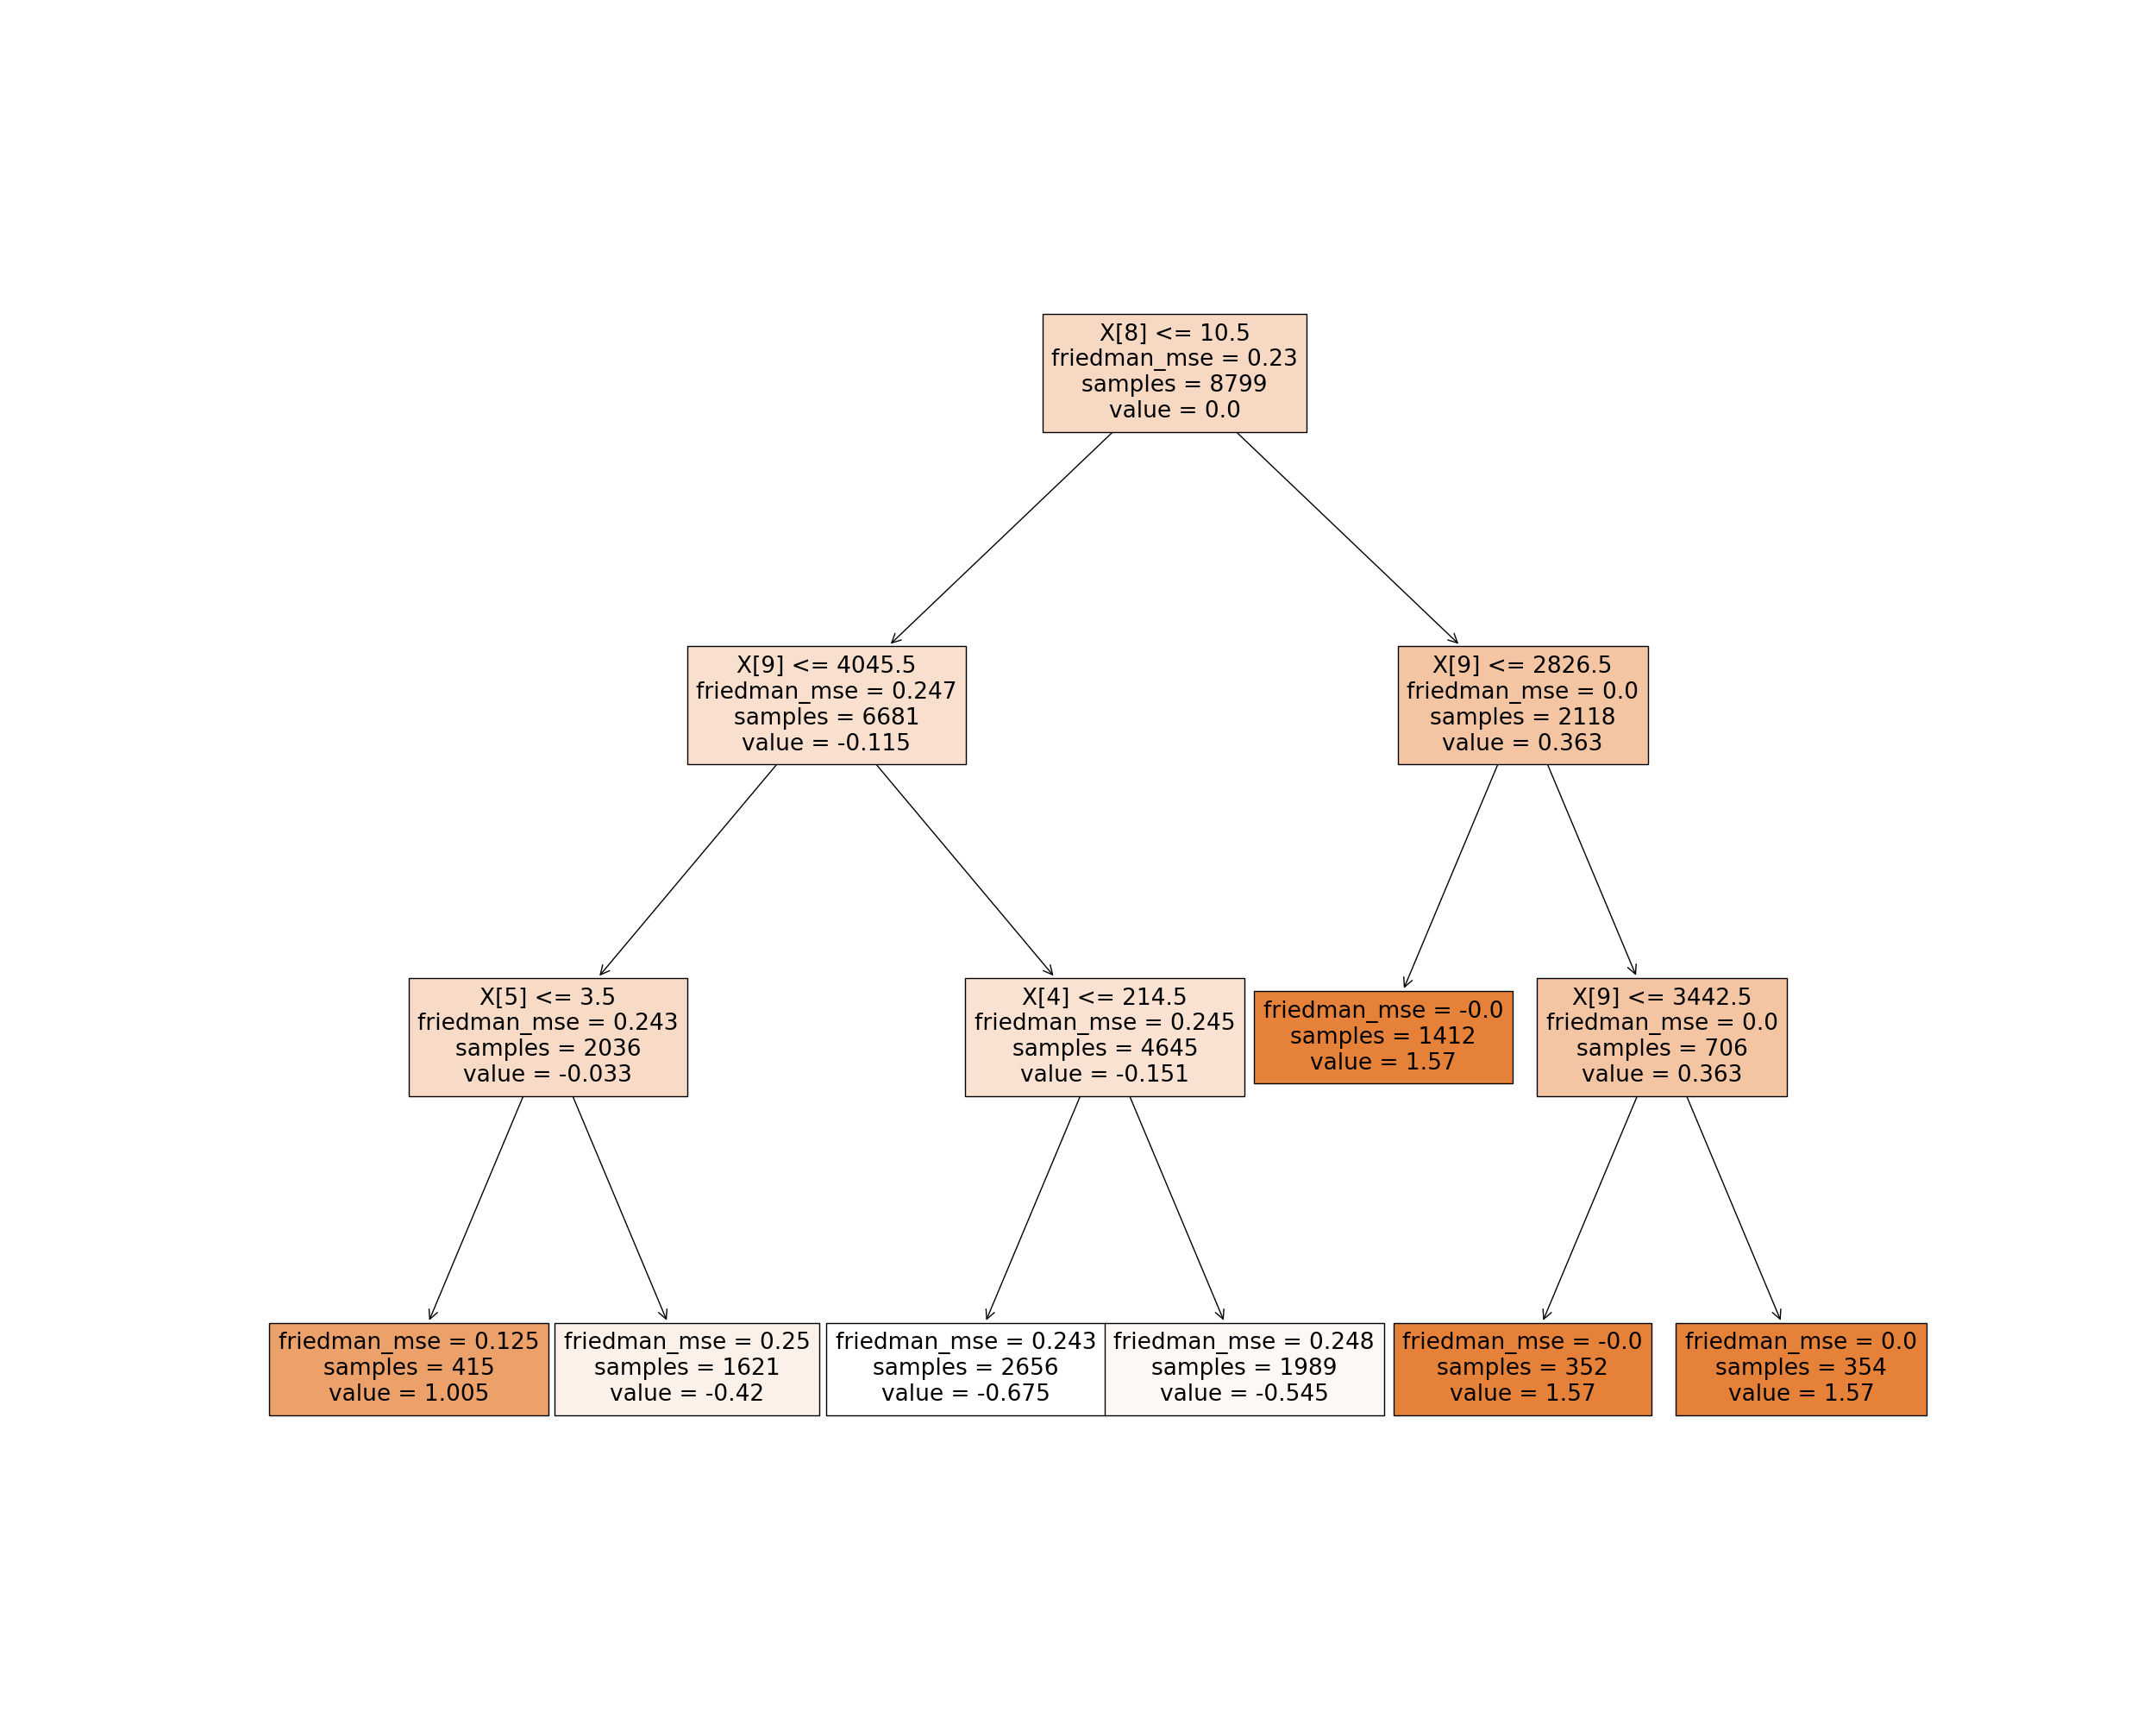 X[8] <= 10.5
friedman_mse = 0.23
samples = 8799
value = 0.0
X[9] <= 4045.5
friedman_mse = 0.247
samples = 6681
value = -0.115
X[9] <= 2826.5
friedman_mse = 0.0
samples = 2118
value = 0.363
X[5] <= 3.5
friedman_mse = 0.243
samples = 2036
value = -0.033
X[4] <= 214.5
friedman_mse = 0.245
samples = 4645
value = -0.151
friedman_mse = -0.0
samples = 1412
value = 1.57
X[9] <= 3442.5
friedman_mse = 0.0
samples = 706
value = 0.363
friedman_mse = 0.125
samples = 415
value = 1.005
friedman_mse = 0.25
samples = 1621
value = -0.42
friedman_mse = 0.243
samples = 2656
value = -0.675
friedman_mse = 0.248
samples = 1989
value = -0.545
friedman_mse = -0.0
samples = 352
value = 1.57
friedman_mse = 0.0
samples = 354
value = 1.57